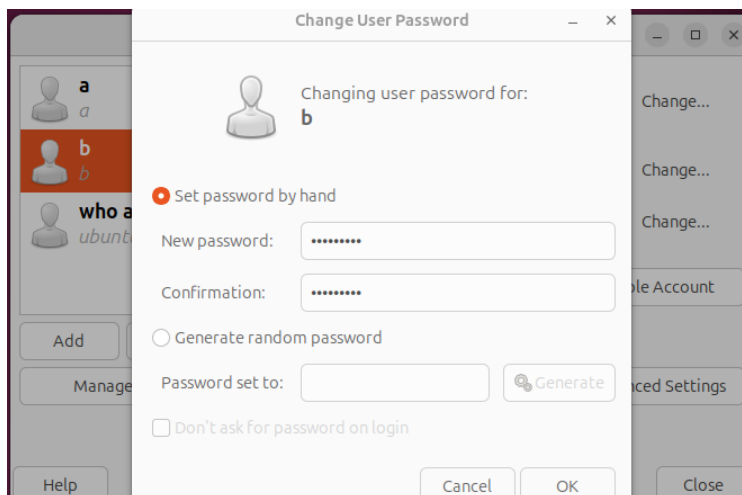 Change User Password
a
a
Changing user password for:
b
Change...
b
b
Change...
Set password by hand
who a
ubunt
New password:
Change...
Confirmation:
ble Account
Add
Generate random password
Password set to:
Generate
Manage
nced Settings
Don't ask for password on login
Help
Cancel
OK
Close